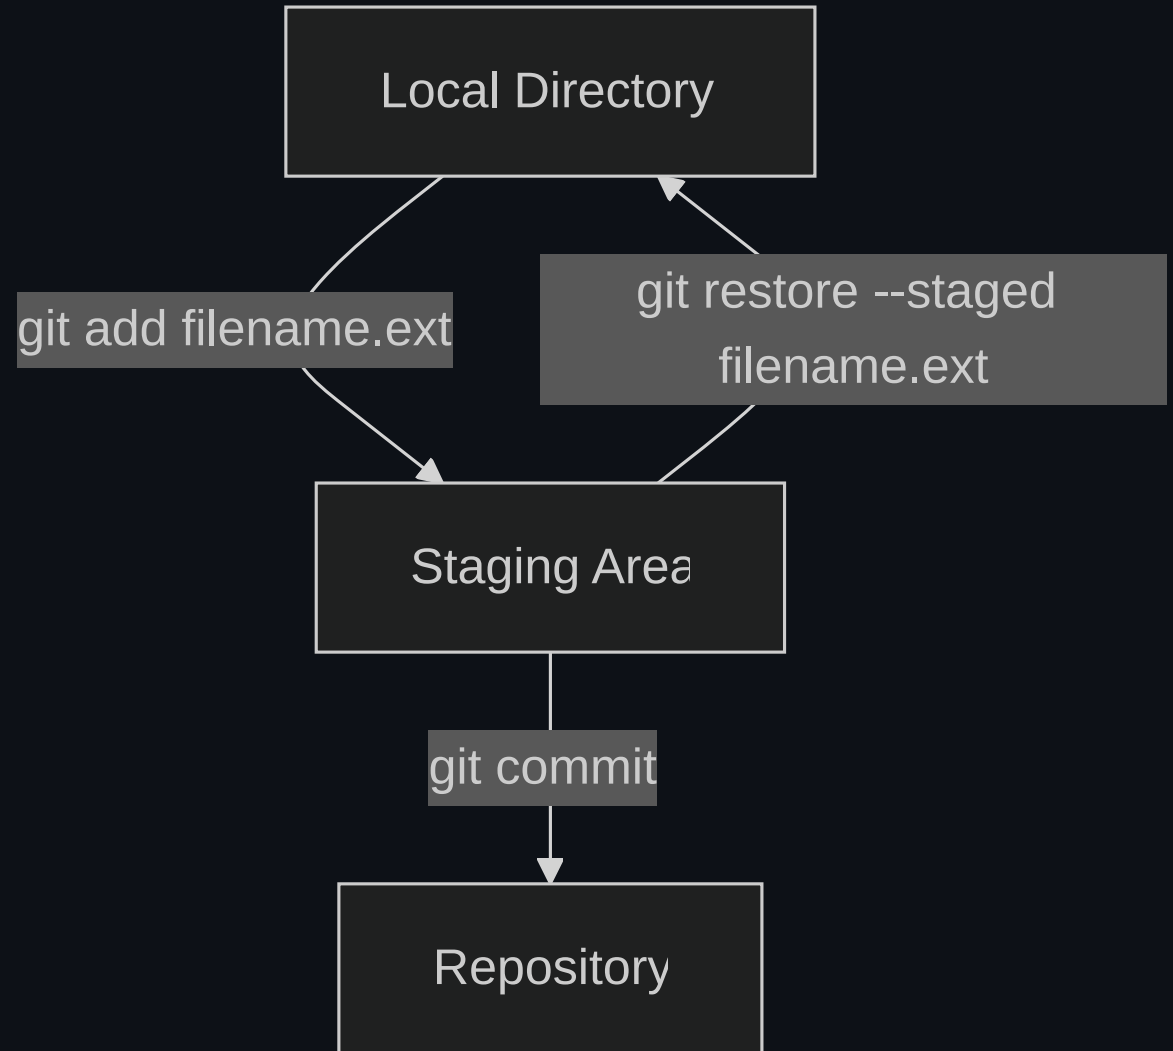 Local Directory
git add filename.ext
git restore --staged
filename.ext
Staging Area
git commit
Repository